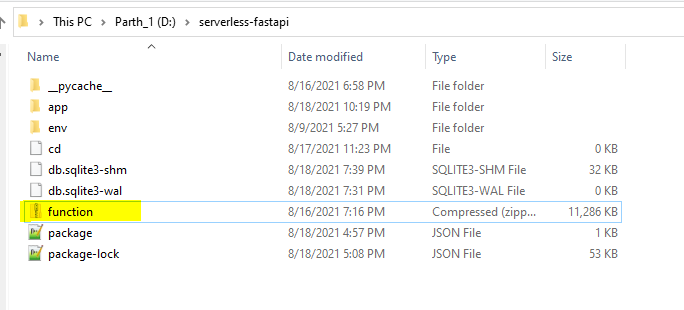 This PC > Parth_1 (D:) > serverless-fastapi
Name Date modified Type Size
__pycache__ 8/16/2021 6:58 PM File folder
app 8/18/2021 10:19 PM File folder
env 8/9/2021 5:27 PM File folder
cd 8/17/2021 11:23 PM File 0 KB
db.sqlite3-shm 8/18/2021 7:39 PM SQLITE3-SHM File 32 KB
db.sqlite3-wal 8/18/2021 7:31 PM SQLITE3-WAL File 0 KB
function 8/16/2021 7:16 PM Compressed (zipp... 11,286 KB
package 8/18/2021 4:57 PM JSON File 1 KB
package-lock 8/18/2021 5:08 PM JSON File 53 KB